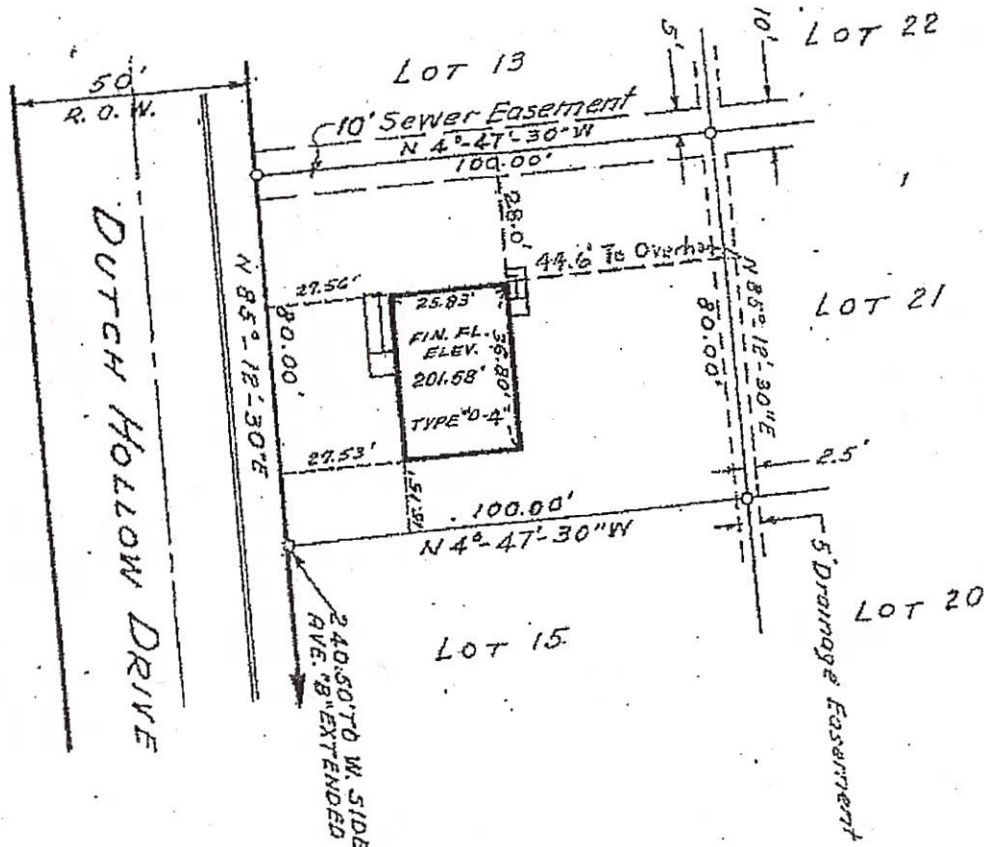 10'
5'
LOT 22
50'
R. O. W.
LOT 13
10' Sewer Easement
N 4°-47'-30"W
100.00'
28.0'
44.6' To Overhang
DUTCH HOLLOW DRIVE
N 85°-12'-30"E
80.00'
27.56'
25.83'
FIN. FL.
ELEV.
201.58'
TYPE "D-4"
36.80'
N 85°-12'-30"E
80.00'
LOT 21
27.53'
2.5'
100.00'
N 4°-47'-30"W
5' Drainage Easement
LOT 20
LOT 15
240.50' TO W. SIDE
AVE. "B" EXTENDED